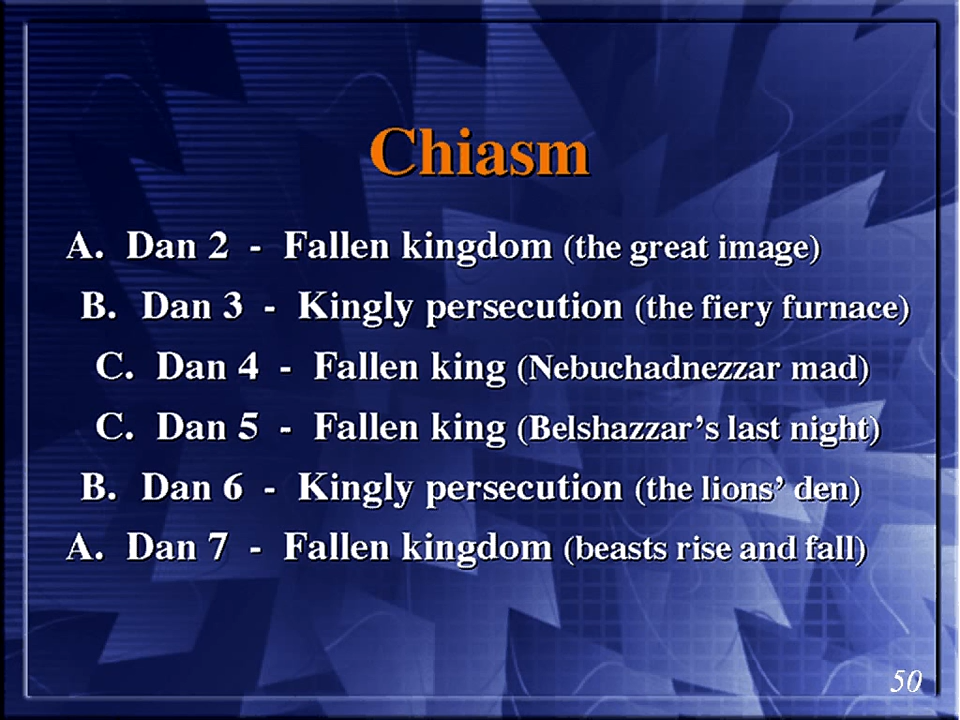 Chiasm
A. Dan 2 - Fallen kingdom (the great image)
B. Dan 3 - Kingly persecution (the fiery furnace)
C. Dan 4 - Fallen king (Nebuchadnezzar mad)
C. Dan 5 - Fallen king (Belshazzar’s last night)
B. Dan 6 - Kingly persecution (the lions’ den)
A. Dan 7 - Fallen kingdom (beasts rise and fall)
50